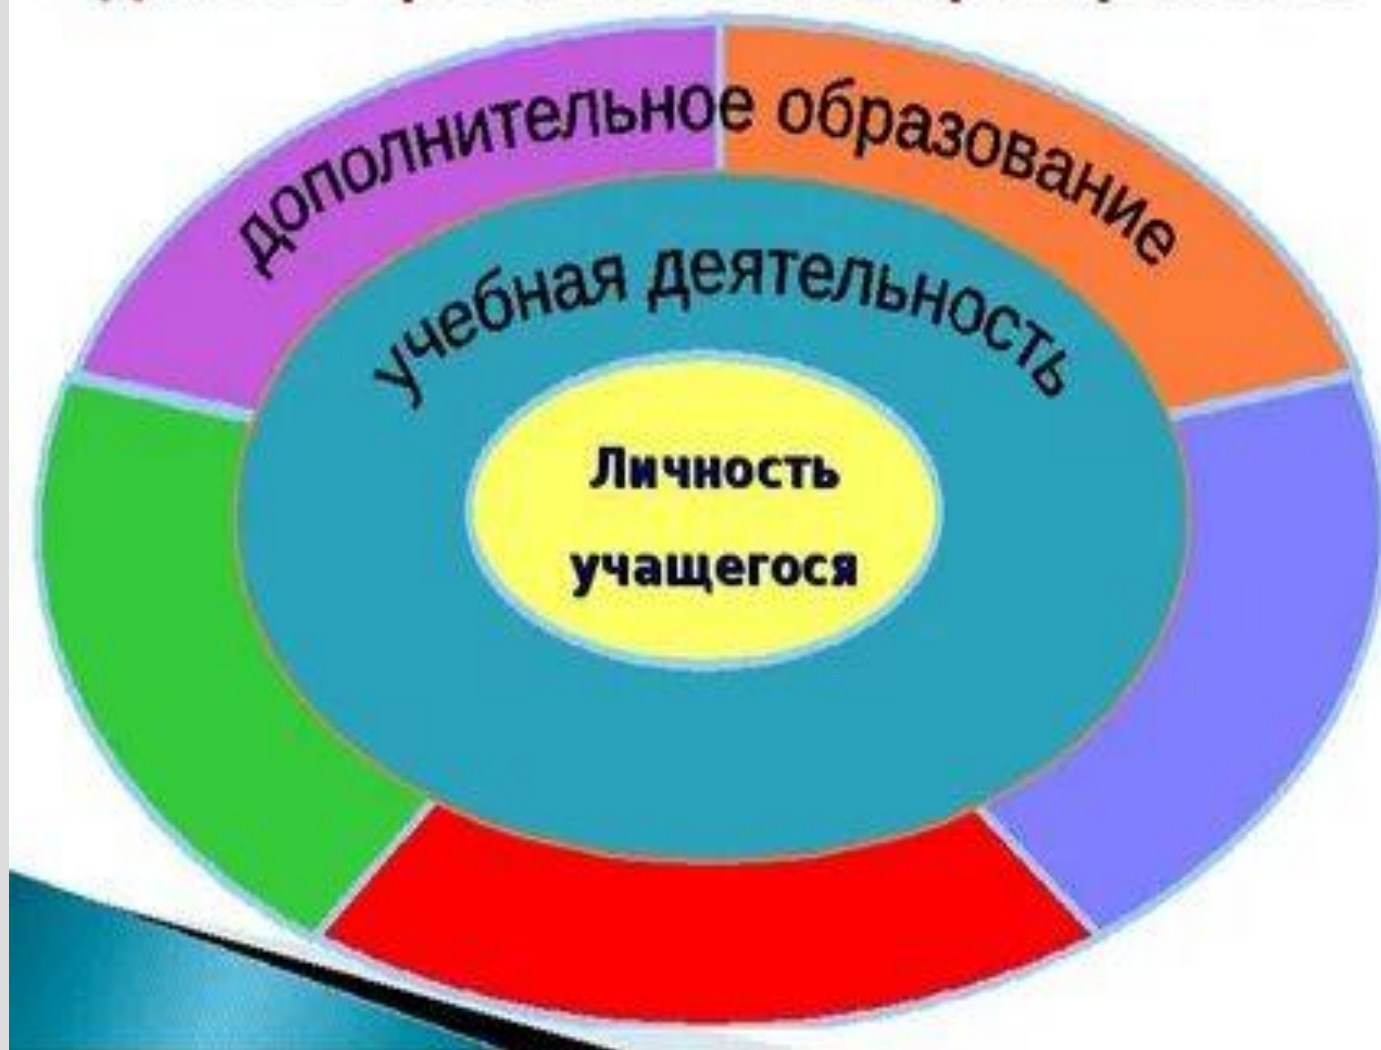 дополнительное образование
учебная деятельность
Личность
учащегося